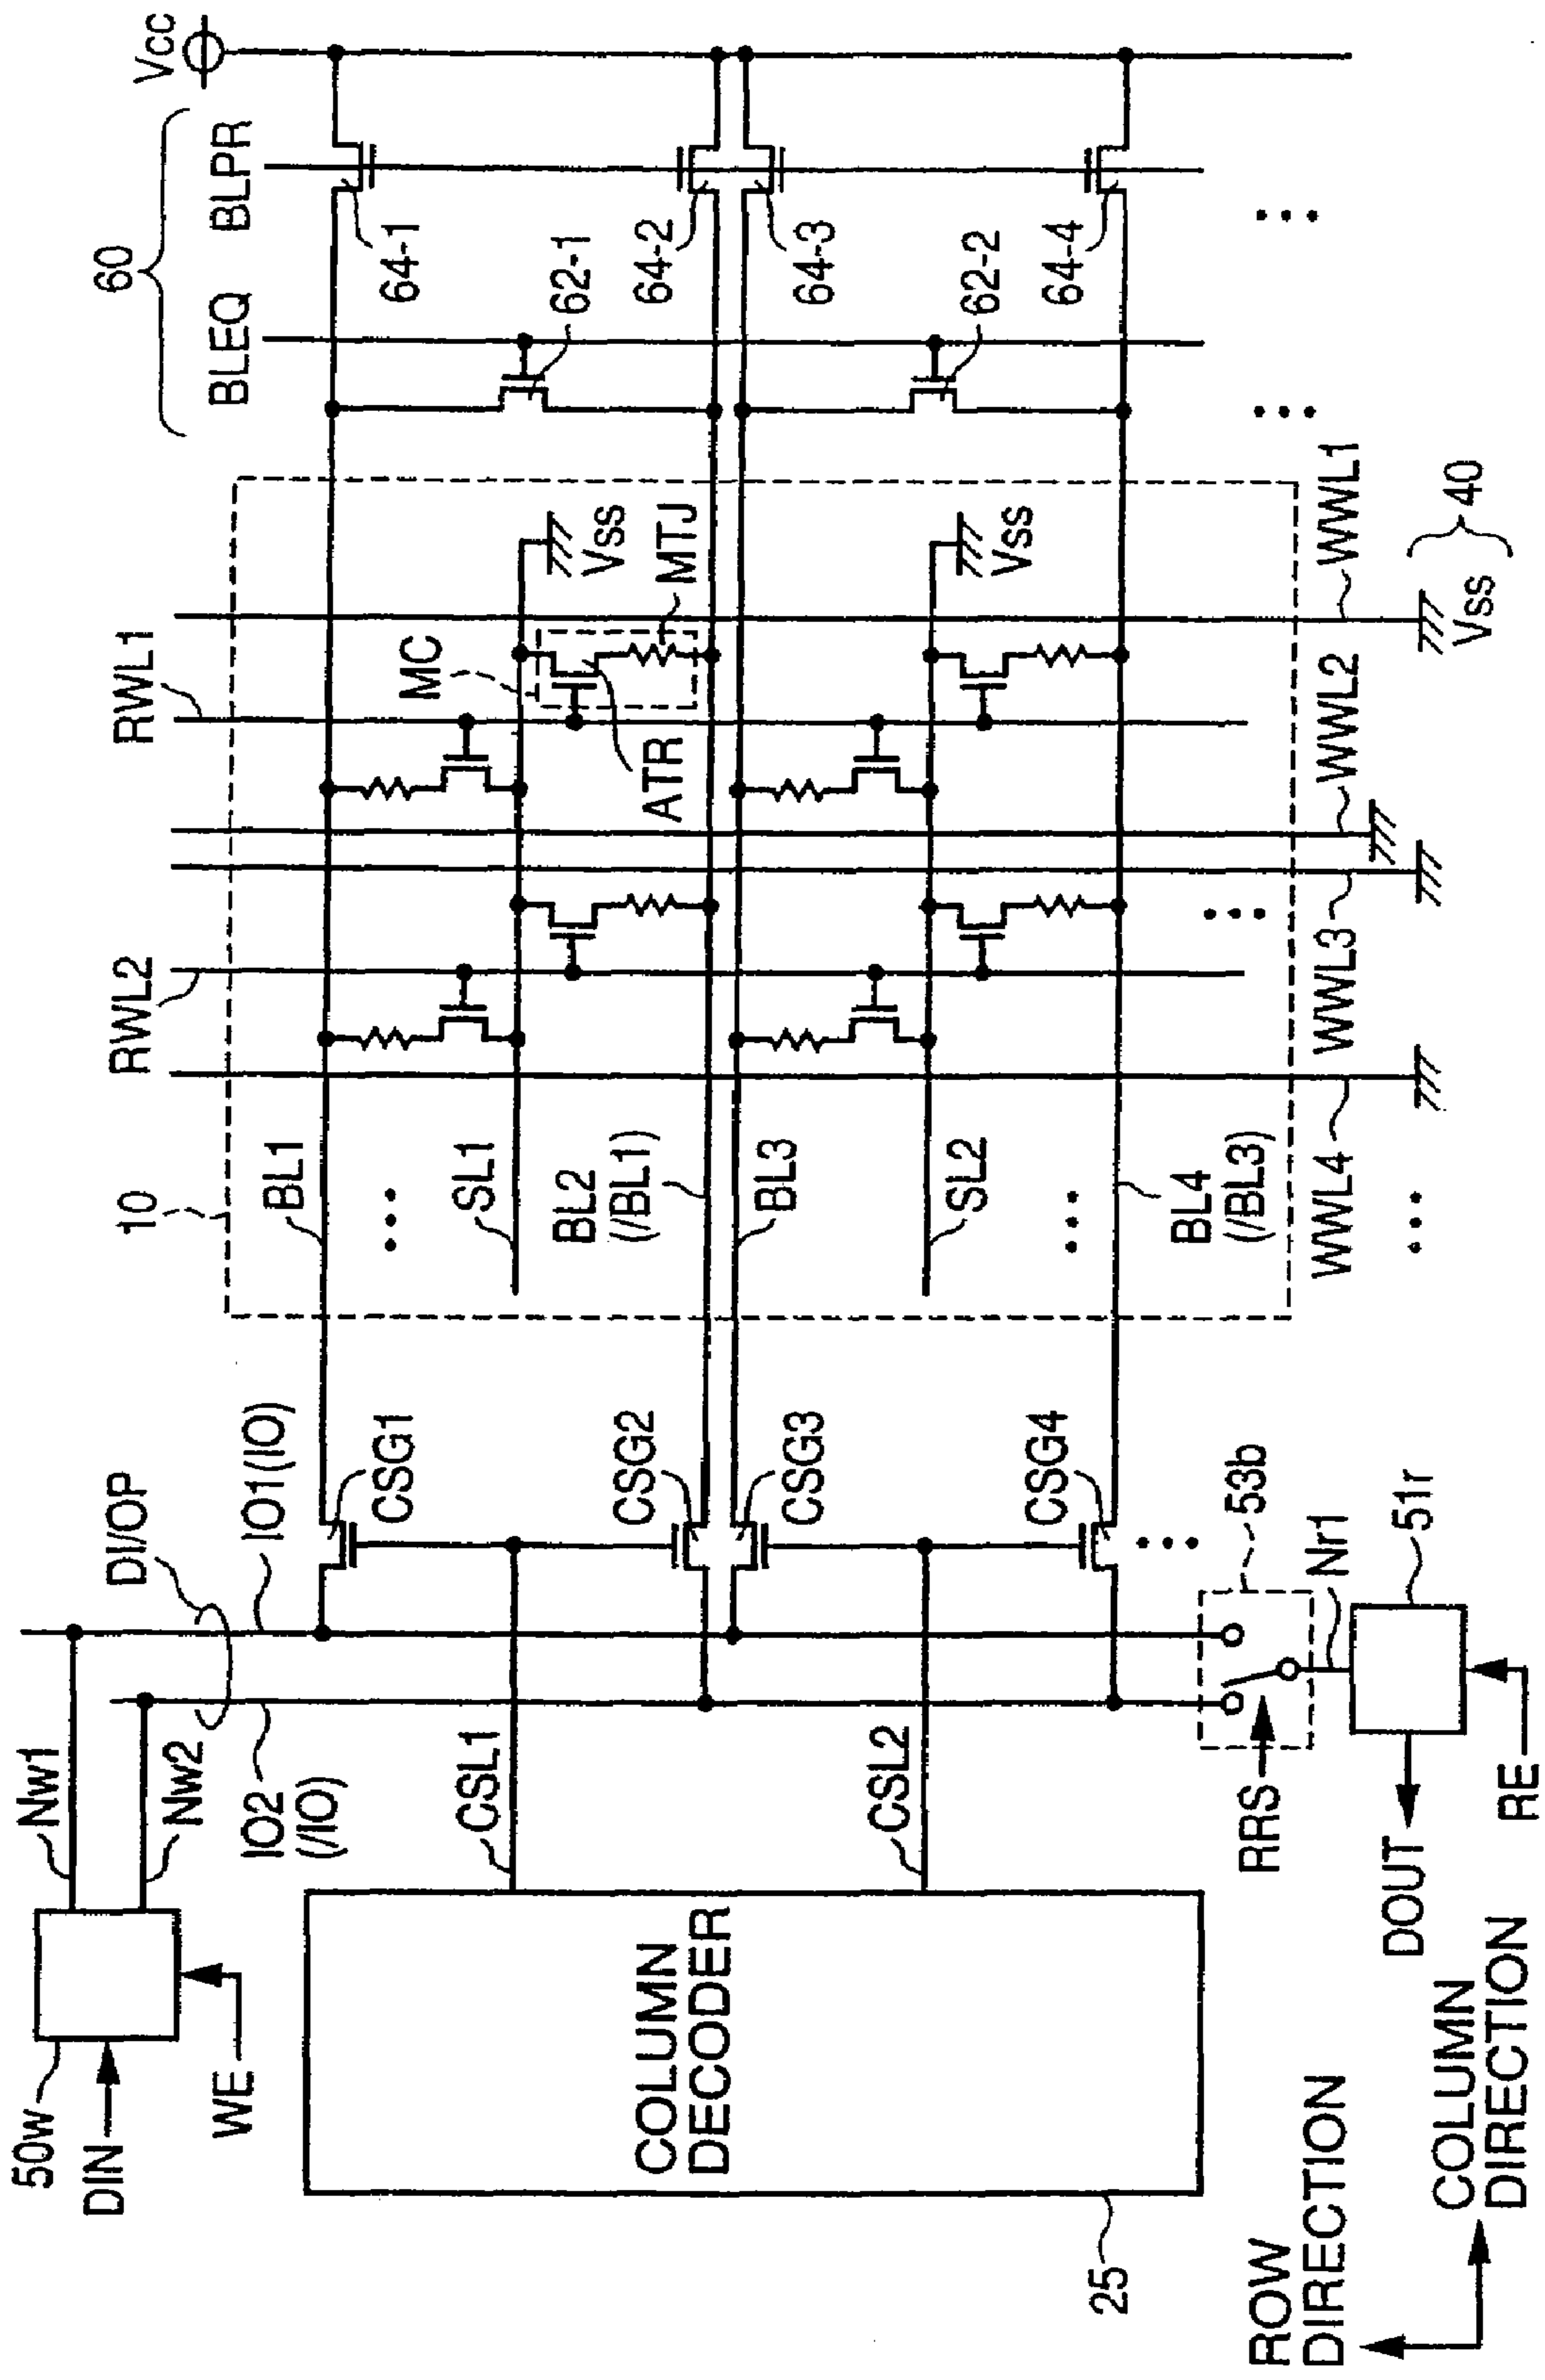 Vcc
60
BLPR
BLEQ
64-1
62-1
64-2
64-3
62-2
64-4
RWL1
MC
Vss
MTJ
ATR
Vss
WWL1
40
Vss
WWL2
RWL2
WWL3
10
BL1
SL1
BL2
(/BL1)
BL3
SL2
BL4
(/BL3)
WWL4
DI/OP
IO1(IO)
CSG1
CSG2
CSG3
CSG4
53b
Nr1
51r
Nw1
Nw2
IO2
(/IO)
CSL1
CSL2
RRS
DOUT
RE
50w
DIN
WE
COLUMN
DECODER
25
ROW
DIRECTION
COLUMN
DIRECTION